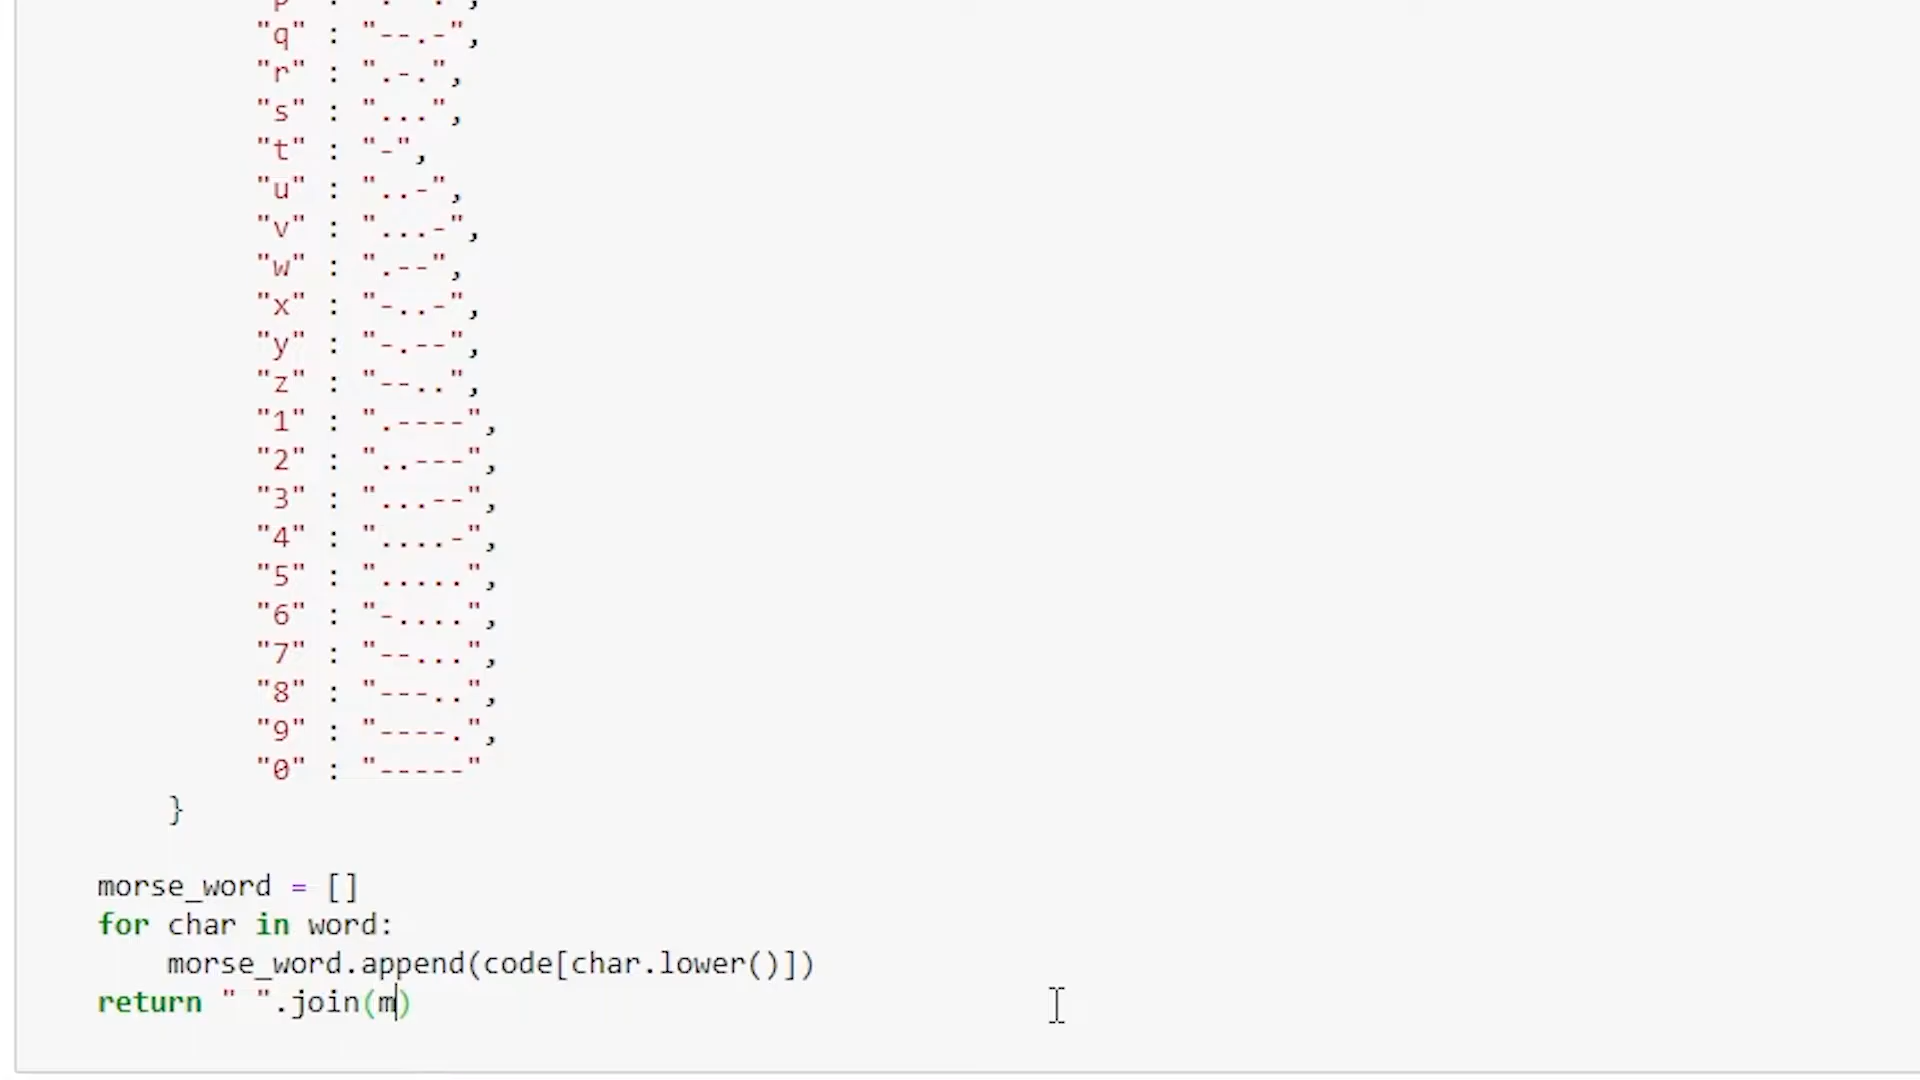 "q" : "--.-",
"r" : ".-.",
"s" : "...",
"t" : "-",
"u" : "..-",
"v" : "...-",
"w" : ".--",
"x" : "-..-",
"y" : "-.--",
"z" : "--..",
"1" : ".----",
"2" : "..---",
"3" : "...--",
"4" : "....-",
"5" : ".....",
"6" : "-....",
"7" : "--...",
"8" : "---..",
"9" : "----.",
"0" : "-----"
}
morse_word = []
for char in word:
morse_word.append(code[char.lower()])
return " ".join(m)